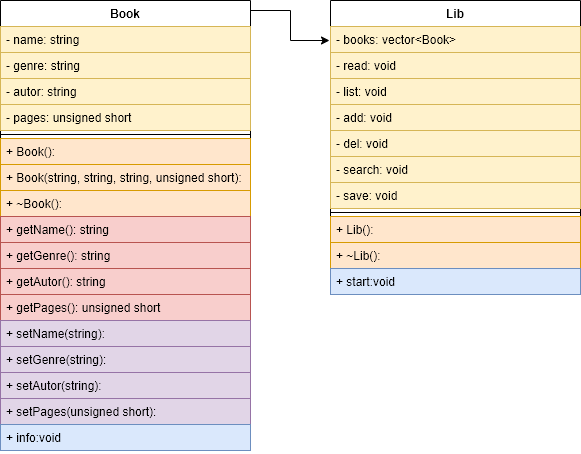 Book
- name: string
- genre: string
- autor: string
- pages: unsigned short
+ Book():
+ Book(string, string, string, unsigned short):
+ ~Book():
+ getName(): string
+ getGenre(): string
+ getAutor(): string
+ getPages(): unsigned short
+ setName(string):
+ setGenre(string):
+ setAutor(string):
+ setPages(unsigned short):
+ info:void
Lib
- books: vector<Book>
- read: void
- list: void
- add: void
- del: void
- search: void
- save: void
+ Lib():
+ ~Lib():
+ start:void